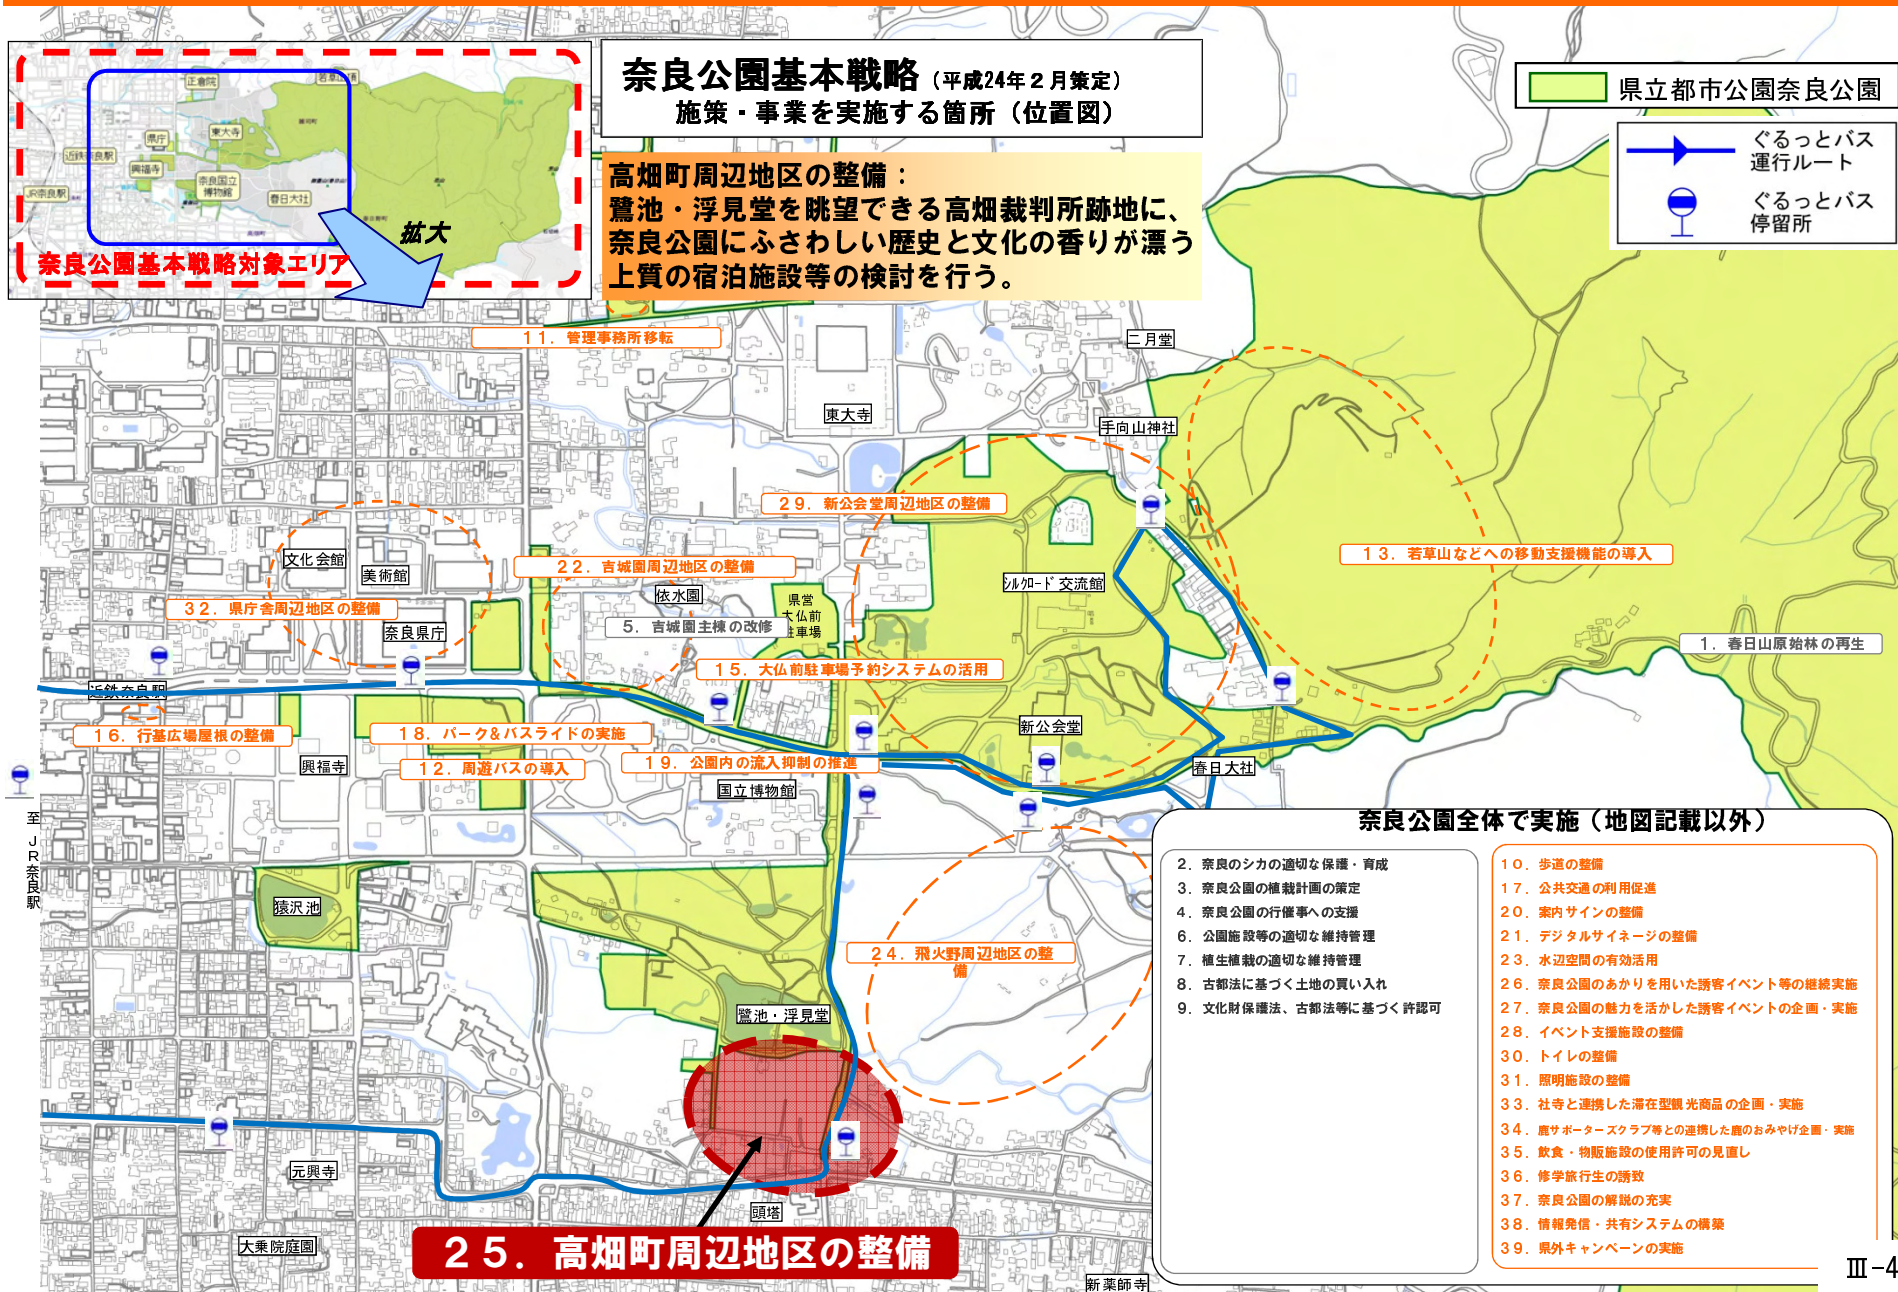 奈良公園基本戦略(平成24年2月策定)
施策・事業を実施する箇所(位置図)
県立都市公園奈良公園
ぐるっとバス
運行ルート
ぐるっとバス
停留所
正倉院
東大寺
県庁
近鉄奈良駅
興福寺
奈良国立
博物館
JR奈良駅
春日大社
拡大
奈良公園基本戦略対象エリア
高畑町周辺地区の整備:
鷺池・浮見堂を眺望できる高畑裁判所跡地に、
奈良公園にふさわしい歴史と文化の香りが漂う
上質の宿泊施設等の検討を行う。
11. 管理事務所移転
二月堂
東大寺
手向山神社
29. 新公会堂周辺地区の整備
文化会館
美術館
22. 吉城園周辺地区の整備
13. 若草山などへの移動支援機能の導入
シルクロード交流館
依水園
県営
大仏前
駐車場
32. 県庁舎周辺地区の整備
奈良県庁
5. 吉城園主棟の改修
1. 春日山原始林の再生
15. 大仏前駐車場予約システムの活用
近鉄奈良駅
16. 行基広場屋根の整備
18. パーク&バスライドの実施
新公会堂
興福寺
12. 周遊バスの導入
19. 公園内の流入抑制の推進
春日大社
国立博物館
至 JR奈良駅
猿沢池
24. 飛火野周辺地区の整
備
鷺池・浮見堂
元興寺
頭塔
大乗院庭園
25. 高畑町周辺地区の整備
新薬師寺
奈良公園全体で実施(地図記載以外)
2. 奈良のシカの適切な保護・育成
3. 奈良公園の植栽計画の策定
4. 奈良公園の行催事への支援
6. 公園施設等の適切な維持管理
7. 植生植栽の適切な維持管理
8. 古都法に基づく土地の買い入れ
9. 文化財保護法、古都法等に基づく許認可
10. 歩道の整備
17. 公共交通の利用促進
20. 案内サインの整備
21. デジタルサイネージの整備
23. 水辺空間の有効活用
26. 奈良公園のあかりを用いた誘客イベント等の継続実施
27. 奈良公園の魅力を活かした誘客イベントの企画・実施
28. イベント支援施設の整備
30. トイレの整備
31. 照明施設の整備
33. 社寺と連携した滞在型観光商品の企画・実施
34. 鹿サポーターズクラブ等との連携した鹿のおみやげ企画・実施
35. 飲食・物販施設の使用許可の見直し
36. 修学旅行生の誘致
37. 奈良公園の解説の充実
38. 情報発信・共有システムの構築
39. 県外キャンペーンの実施
Ⅲ-4